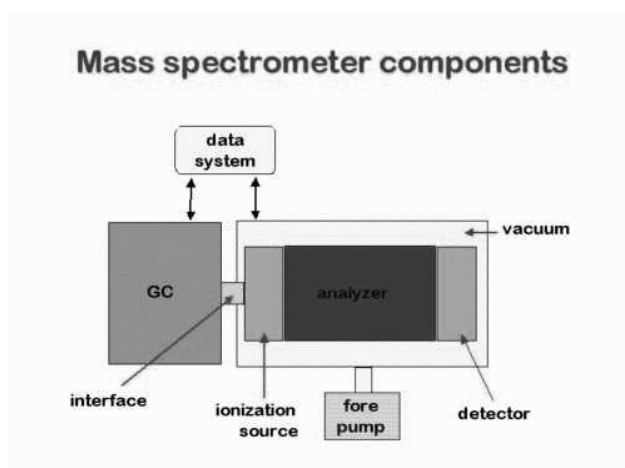 Mass spectrometer components
data
system
vacuum
GC
analyzer
interface
ionization
source
fore
pump
detector